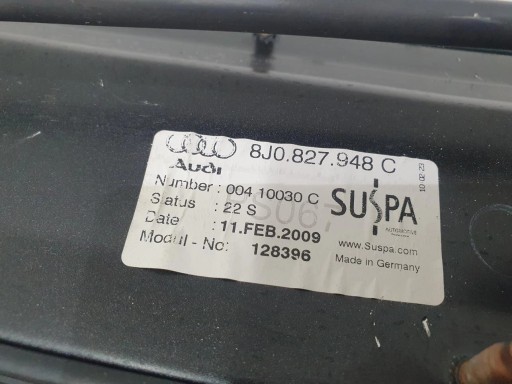 8J0.827.948 C
Audi
Number : 004 10030 C
Status : 22 S
Date : 11.FEB.2009
Modul - No: 128396
SUSPA
AUTOMOTIVE
www.Suspa.com
Made in Germany